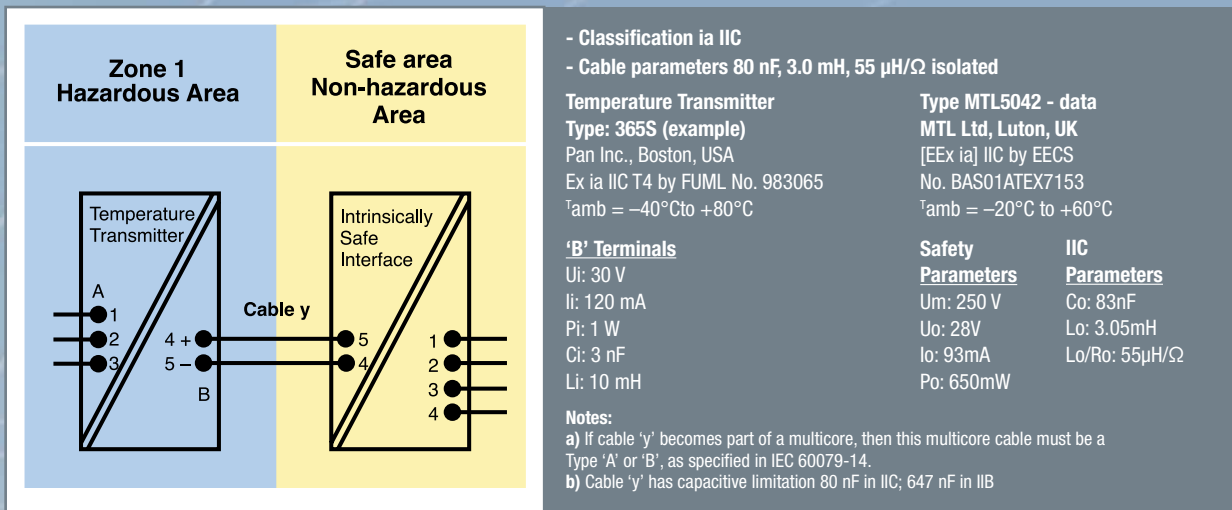 Zone 1
Hazardous Area
Safe area
Non-hazardous
Area
Temperature
Transmitter
A
1
2
3
4 +
5 –
B
Cable y
Intrinsically
Safe
Interface
5
4
1
2
3
4
- Classification ia IIC
- Cable parameters 80 nF, 3.0 mH, 55 µH/Ω isolated
Temperature Transmitter
Type: 365S (example)
Pan Inc., Boston, USA
Ex ia IIC T4 by FUML No. 983065
Tamb = –40°Cto +80°C
'B' Terminals
Ui: 30 V
Ii: 120 mA
Pi: 1 W
Ci: 3 nF
Li: 10 mH
Type MTL5042 - data
MTL Ltd, Luton, UK
[EEx ia] IIC by EECS
No. BAS01ATEX7153
Tamb = –20°C to +60°C
Safety
Parameters
Um: 250 V
Uo: 28V
Io: 93mA
Po: 650mW
IIC
Parameters
Co: 83nF
Lo: 3.05mH
Lo/Ro: 55µH/Ω
Notes:
a) If cable 'y' becomes part of a multicore, then this multicore cable must be a
Type 'A' or 'B', as specified in IEC 60079-14.
b) Cable 'y' has capacitive limitation 80 nF in IIC; 647 nF in IIB